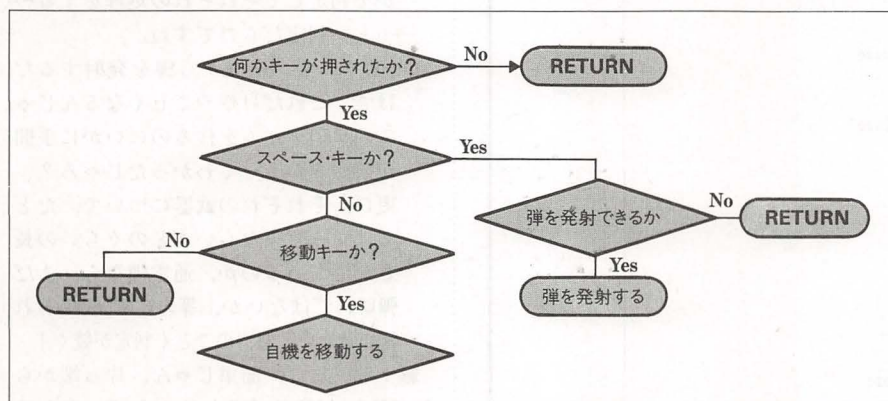 何かキーが押されたか?
No
RETURN
Yes
スペース・キーか?
Yes
No
弾を発射できるか
No
RETURN
Yes
弾を発射する
移動キーか?
No
RETURN
Yes
自機を移動する